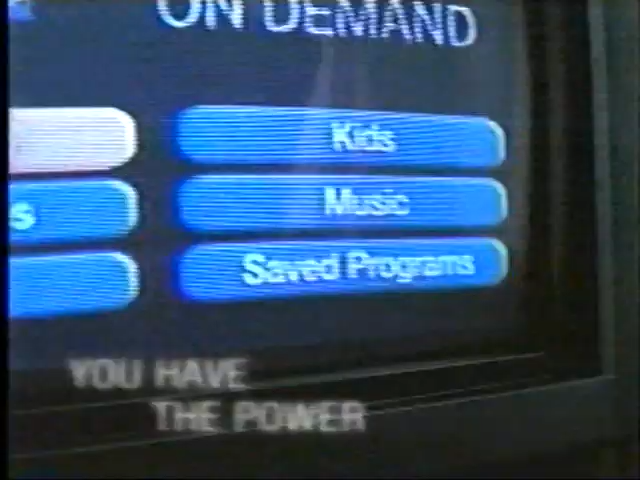 ON DEMAND
Kids
s
Music
Saved Programs
YOU HAVE
THE POWER